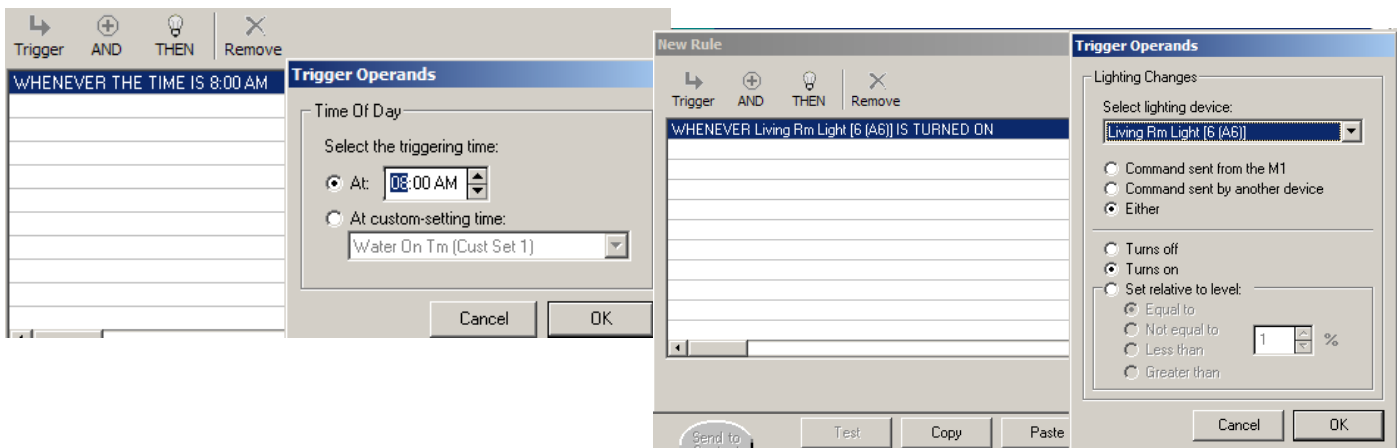 Trigger AND THEN Remove
WHENEVER THE TIME IS 8:00 AM
Trigger Operands
Time Of Day
Select the triggering time:
At: 08:00 AM
At custom-setting time:
Water On Tm (Cust Set 1)
Cancel OK
New Rule
Trigger AND THEN Remove
WHENEVER Living Rm Light [6 (A6)] IS TURNED ON
Send to
Test Copy Paste
Trigger Operands
Lighting Changes
Select lighting device:
Living Rm Light [6 (A6)]
Command sent from the M1
Command sent by another device
Either
Turns off
Turns on
Set relative to level:
Equal to
Not equal to
Less than
Greater than
1 %
Cancel OK